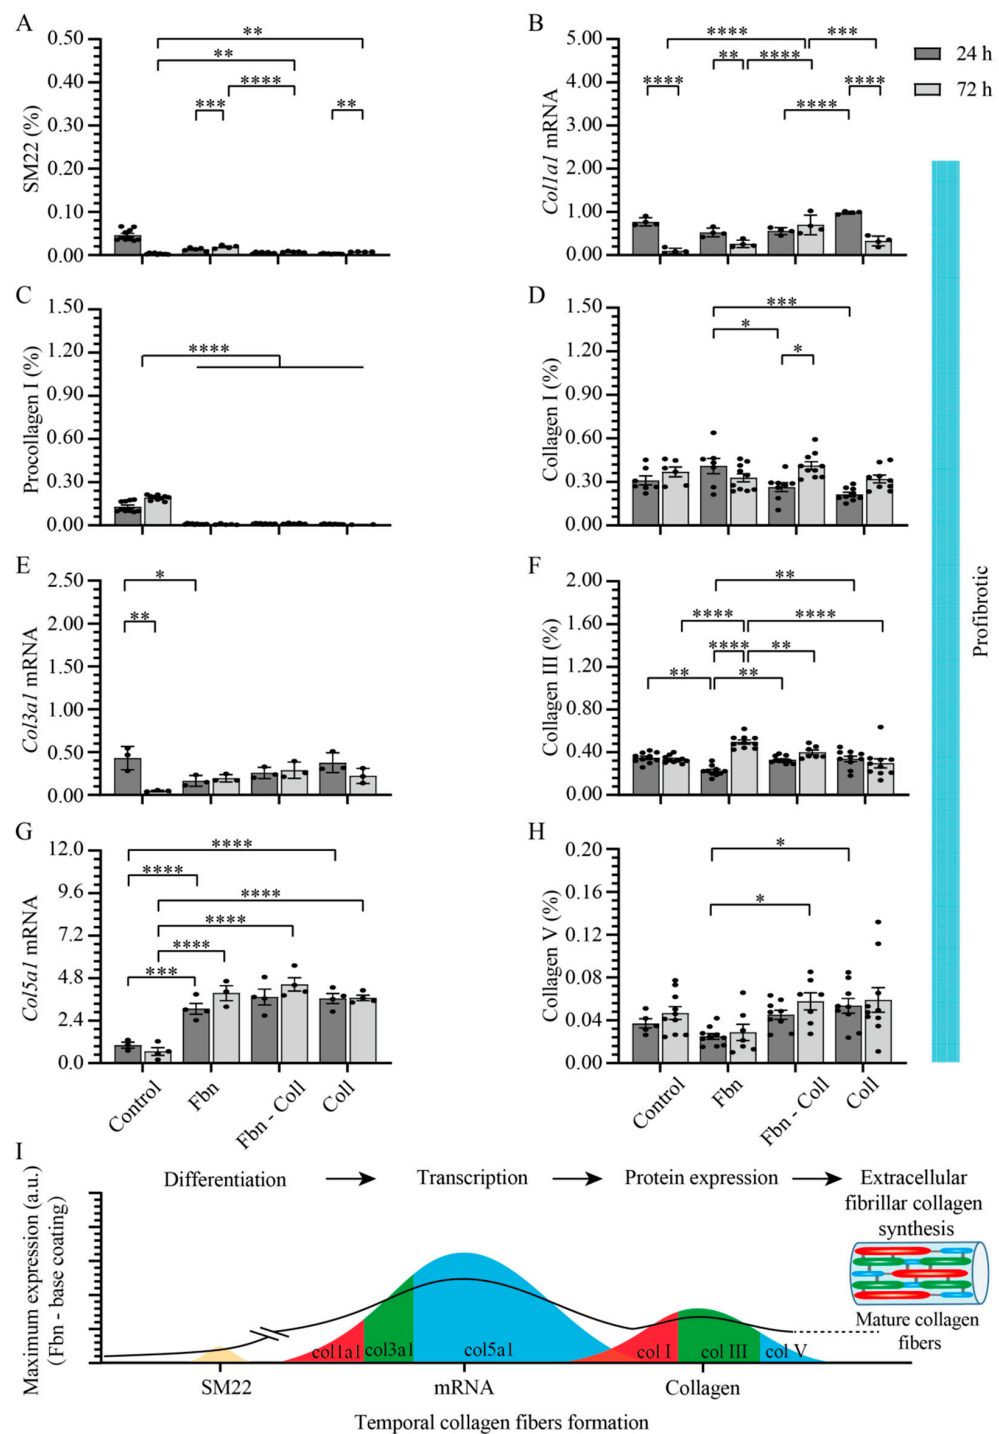 A
SM22 (%)
0.50
0.40
0.30
0.20
0.10
0.00
**
**
****
***
**
B
Col1a1 mRNA
5.00
4.00
3.00
2.00
1.00
0.00
****
***
**
****
****
****
****
24 h
72 h
C
Procollagen I (%)
1.50
1.20
0.90
0.60
0.30
0.00
****
D
Collagen I (%)
1.50
1.20
0.90
0.60
0.30
0.00
***
*
*
E
Col3a1 mRNA
2.50
2.00
1.50
1.00
0.50
0.00
*
**
F
Collagen III (%)
2.00
1.60
1.20
0.80
0.40
0.00
**
****
****
****
**
**
**
Profibrotic
G
Col5a1 mRNA
12.0
9.6
7.2
4.8
2.4
0.0
****
****
****
****
****
***
Control
Fbn
Fbn - Coll
Coll
H
Collagen V (%)
0.20
0.16
0.12
0.08
0.04
0.00
*
*
Control
Fbn
Fbn - Coll
Coll
I
Maximum expression (a.u.)
(Fbn - base coating)
Differentiation
Transcription
Protein expression
Extracellular
fibrillar collagen
synthesis
Mature collagen
fibers
col1a1
col3a1
col5a1
col I
col III
col V
SM22
mRNA
Collagen
Temporal collagen fibers formation